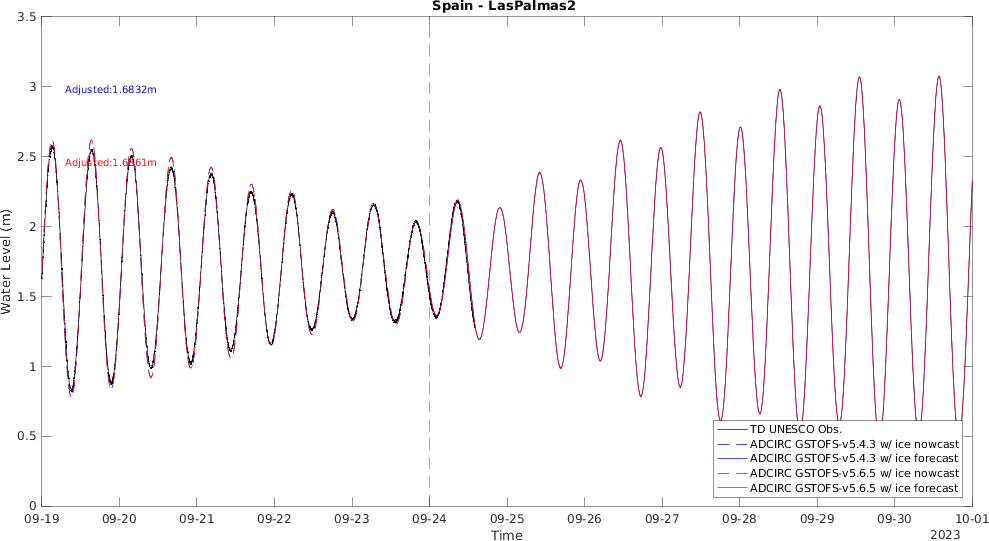 Spain - LasPalmas2
Water Level (m)
3.5
3
2.5
2
1.5
1
0.5
0
Adjusted:1.6832m
TD UNESCO Obs.
ADCIRC GSTOFS-v5.4.3 w/ ice nowcast
ADCIRC GSTOFS-v5.4.3 w/ ice forecast
ADCIRC GSTOFS-v5.6.5 w/ ice nowcast
ADCIRC GSTOFS-v5.6.5 w/ ice forecast
09-19 09-20 09-21 09-22 09-23 09-24 09-25 09-26 09-27 09-28 09-29 09-30 10-01
Time
2023